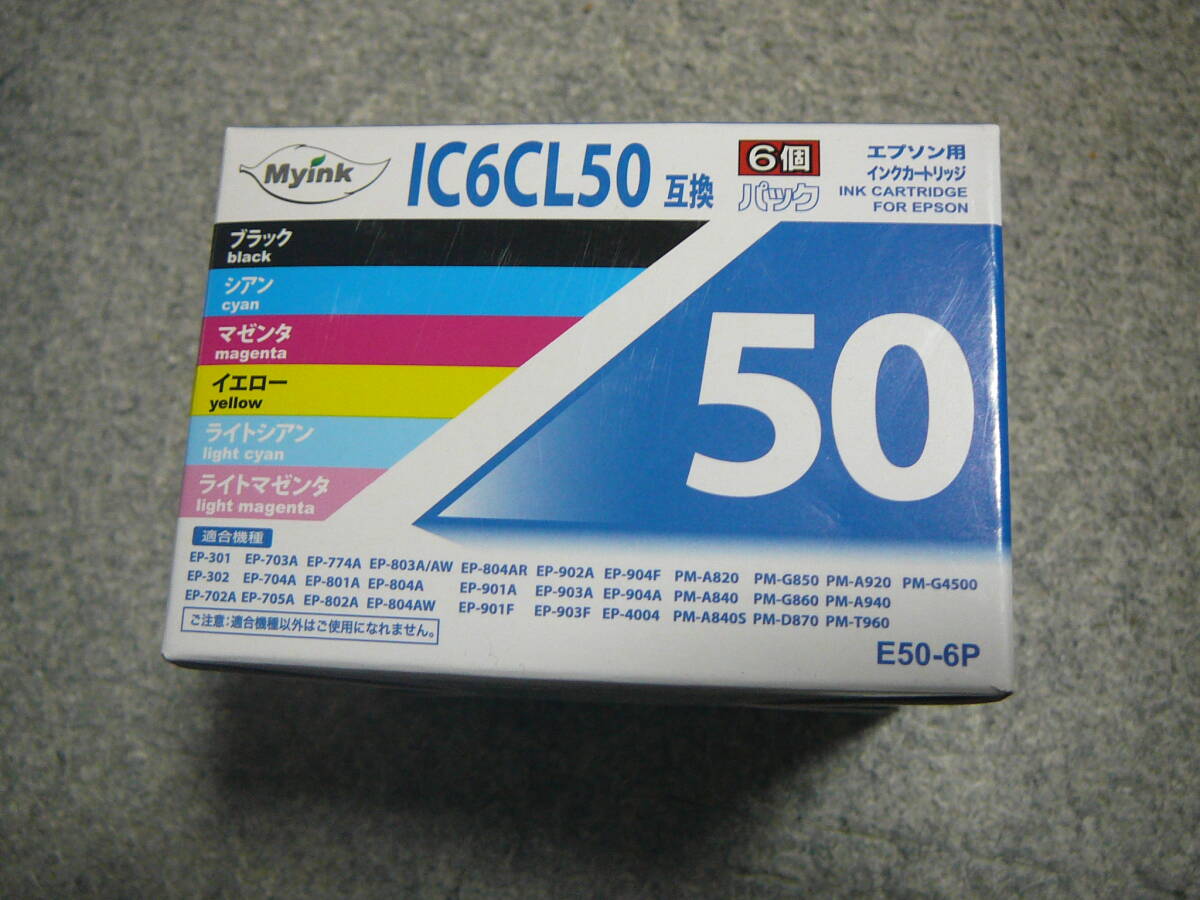 Myink
IC6CL50 互換
6個
パック
エプソン用
インクカートリッジ
INK CARTRIDGE
FOR EPSON
ブラック
black
シアン
cyan
マゼンタ
magenta
イエロー
yellow
ライトシアン
light cyan
ライトマゼンタ
light magenta
50
適合機種
EP-301 EP-703A EP-774A EP-803A/AW EP-804AR EP-902A EP-904F PM-A820 PM-G850 PM-A920 PM-G4500
EP-302 EP-704A EP-801A EP-804A EP-901A EP-903A EP-904A PM-A840 PM-G860 PM-A940
EP-702A EP-705A EP-802A EP-804AW EP-901F EP-903F EP-4004 PM-A840S PM-D870 PM-T960
ご注意:適合機種以外はご使用になれません。
E50-6P